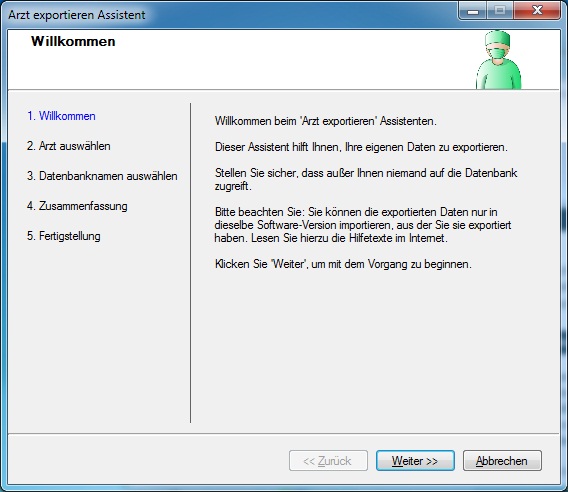 Arzt exportieren Assistent
Willkommen
1. Willkommen
2. Arzt auswählen
3. Datenbanknamen auswählen
4. Zusammenfassung
5. Fertigstellung
Willkommen beim 'Arzt exportieren' Assistenten.
Dieser Assistent hilft Ihnen, Ihre eigenen Daten zu exportieren.
Stellen Sie sicher, dass außer Ihnen niemand auf die Datenbank
zugreift.
Bitte beachten Sie: Sie können die exportierten Daten nur in
dieselbe Software-Version importieren, aus der Sie sie exportiert
haben. Lesen Sie hierzu die Hilfetexte im Internet.
Klicken Sie 'Weiter', um mit dem Vorgang zu beginnen.
<< Zurück
Weiter >>
Abbrechen